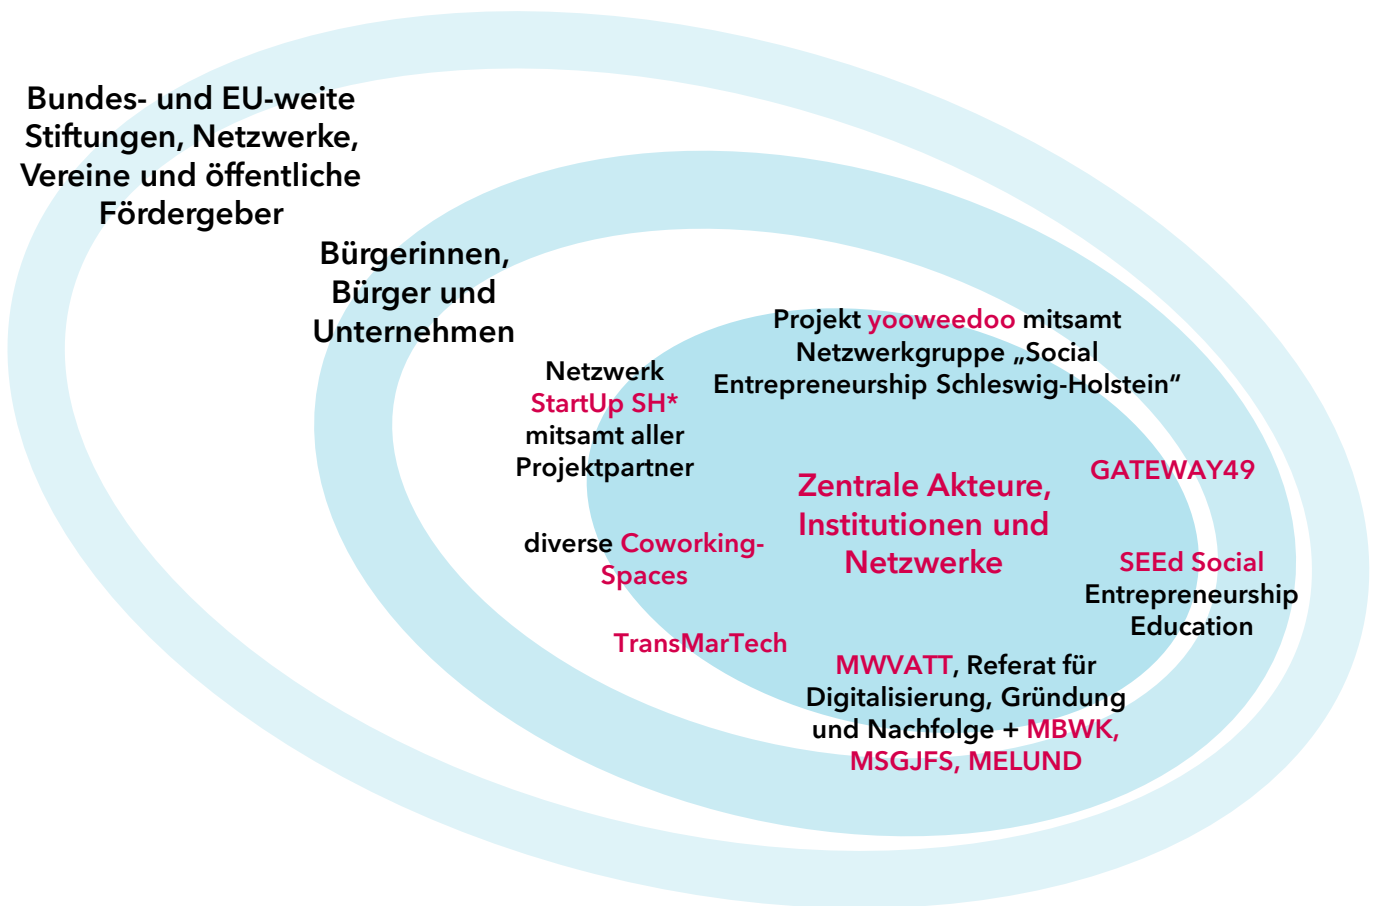 Bundes- und EU-weite
Stiftungen, Netzwerke,
Vereine und öffentliche
Fördergeber
Bürgerinnen,
Bürger und
Unternehmen
Projekt yooweedoo mitsamt
Netzwerkgruppe „Social
Entrepreneurship Schleswig-Holstein“
Netzwerk
StartUp SH*
mitsamt aller
Projektpartner
Zentrale Akteure,
Institutionen und
Netzwerke
GATEWAY49
diverse Coworking-
Spaces
SEEd Social
Entrepreneurship
Education
TransMarTech
MWVATT, Referat für
Digitalisierung, Gründung
und Nachfolge + MBWK,
MSGJFS, MELUND